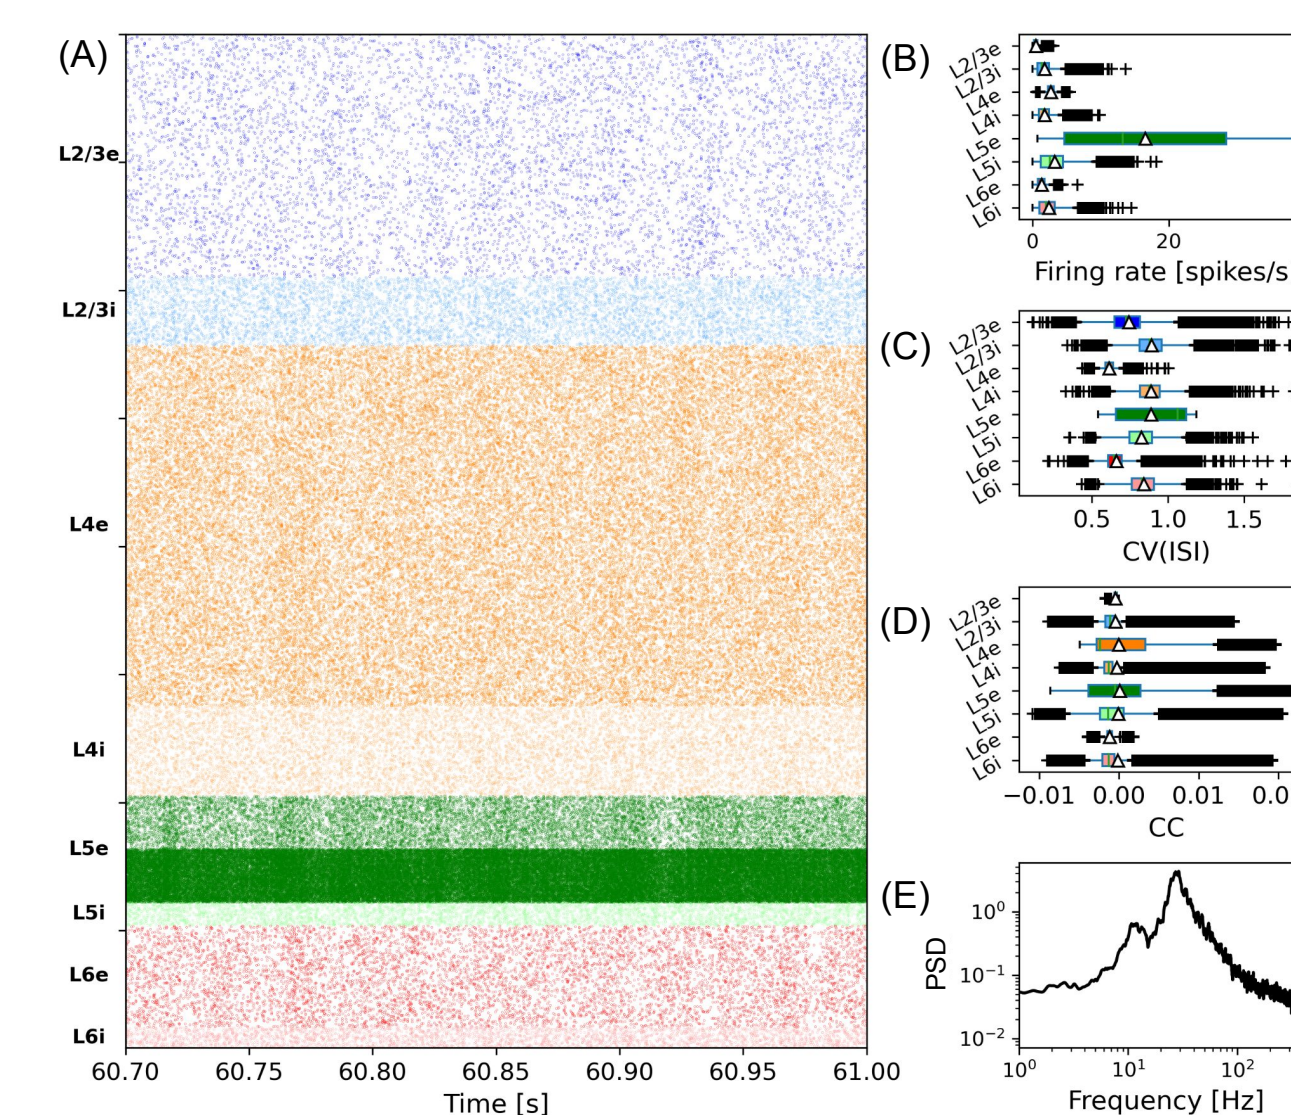 (A)
L2/3e
L2/3i
L4e
L4i
L5e
L5i
L6e
L6i
60.70 60.75 60.80 60.85 60.90 60.95 61.00
Time [s]
(B)
L2/3e
L2/3i
L4e
L4i
L5e
L5i
L6e
L6i
0 20
Firing rate [spikes/s
(C)
L2/3e
L2/3i
L4e
L4i
L5e
L5i
L6e
L6i
0.5 1.0 1.5
CV(ISI)
(D)
L2/3e
L2/3i
L4e
L4i
L5e
L5i
L6e
L6i
−0.01 0.00 0.01 0.0
CC
(E)
PSD
10⁰
10⁻¹
10⁻²
10⁰ 10¹ 10²
Frequency [Hz]